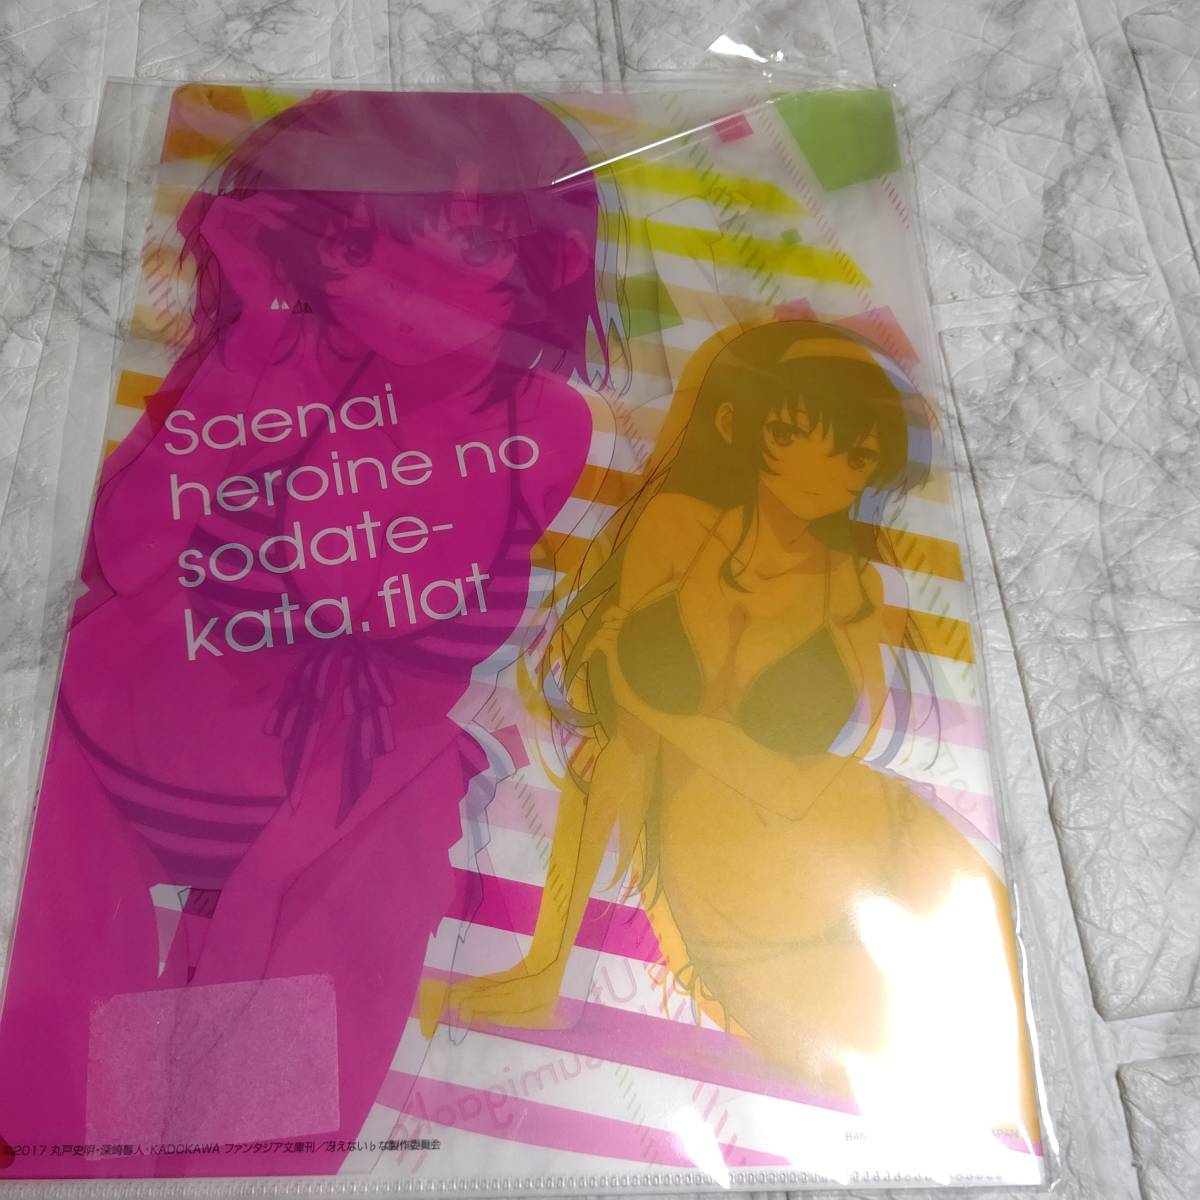 Saenai
heroine no
sodate-
kata.flat
©2017 丸戸史明・深崎暮人・KADOKAWA ファンタジア文庫刊／冴えない♭な製作委員会